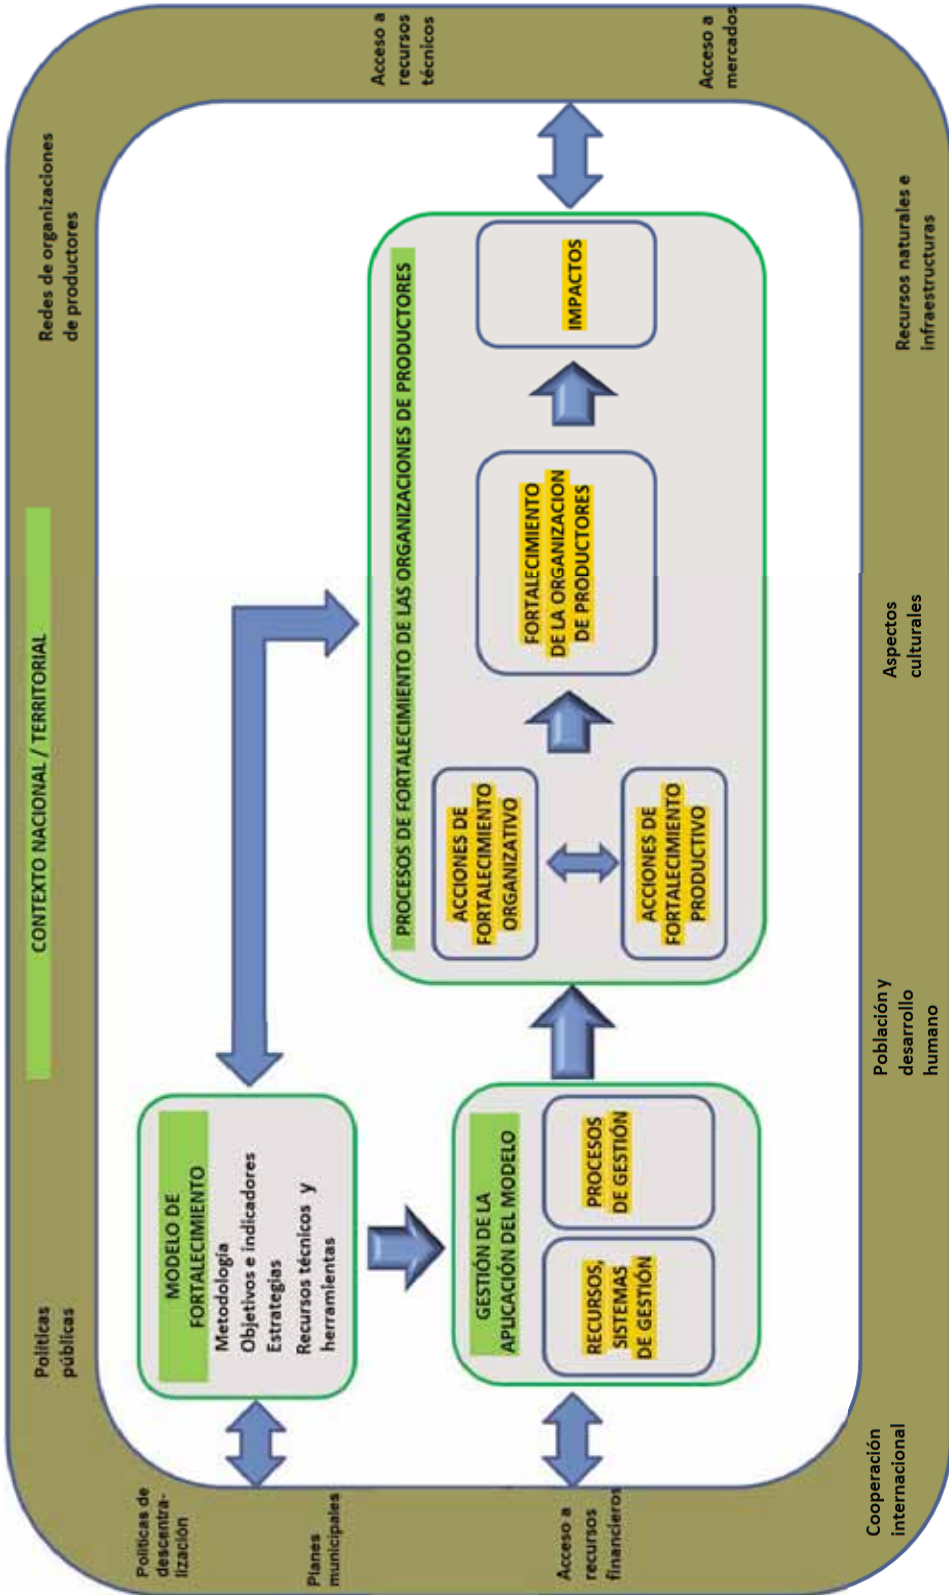 CONTEXTO NACIONAL / TERRITORIAL
Políticas
públicas
Redes de organizaciones
de productores
Políticas de
descentra-
lización
Planes
municipales
Acceso a
recursos
financieros
Acceso a
recursos
técnicos
Acceso a
mercados
MODELO DE
FORTALECIMIENTO
Metodología
Objetivos e indicadores
Estrategias
Recursos técnicos y
herramientas
GESTIÓN DE LA
APLICACIÓN DEL MODELO
RECURSOS,
SISTEMAS
DE GESTIÓN
PROCESOS
DE GESTIÓN
PROCESOS DE FORTALECIMIENTO DE LAS ORGANIZACIONES DE PRODUCTORES
ACCIONES DE
FORTALECIMIENTO
ORGANIZATIVO
ACCIONES DE
FORTALECIMIENTO
PRODUCTIVO
FORTALECIMIENTO
DE LA ORGANIZACION
DE PRODUCTORES
IMPACTOS
Cooperación
internacional
Población y
desarrollo
humano
Aspectos
culturales
Recursos naturales e
infraestructuras